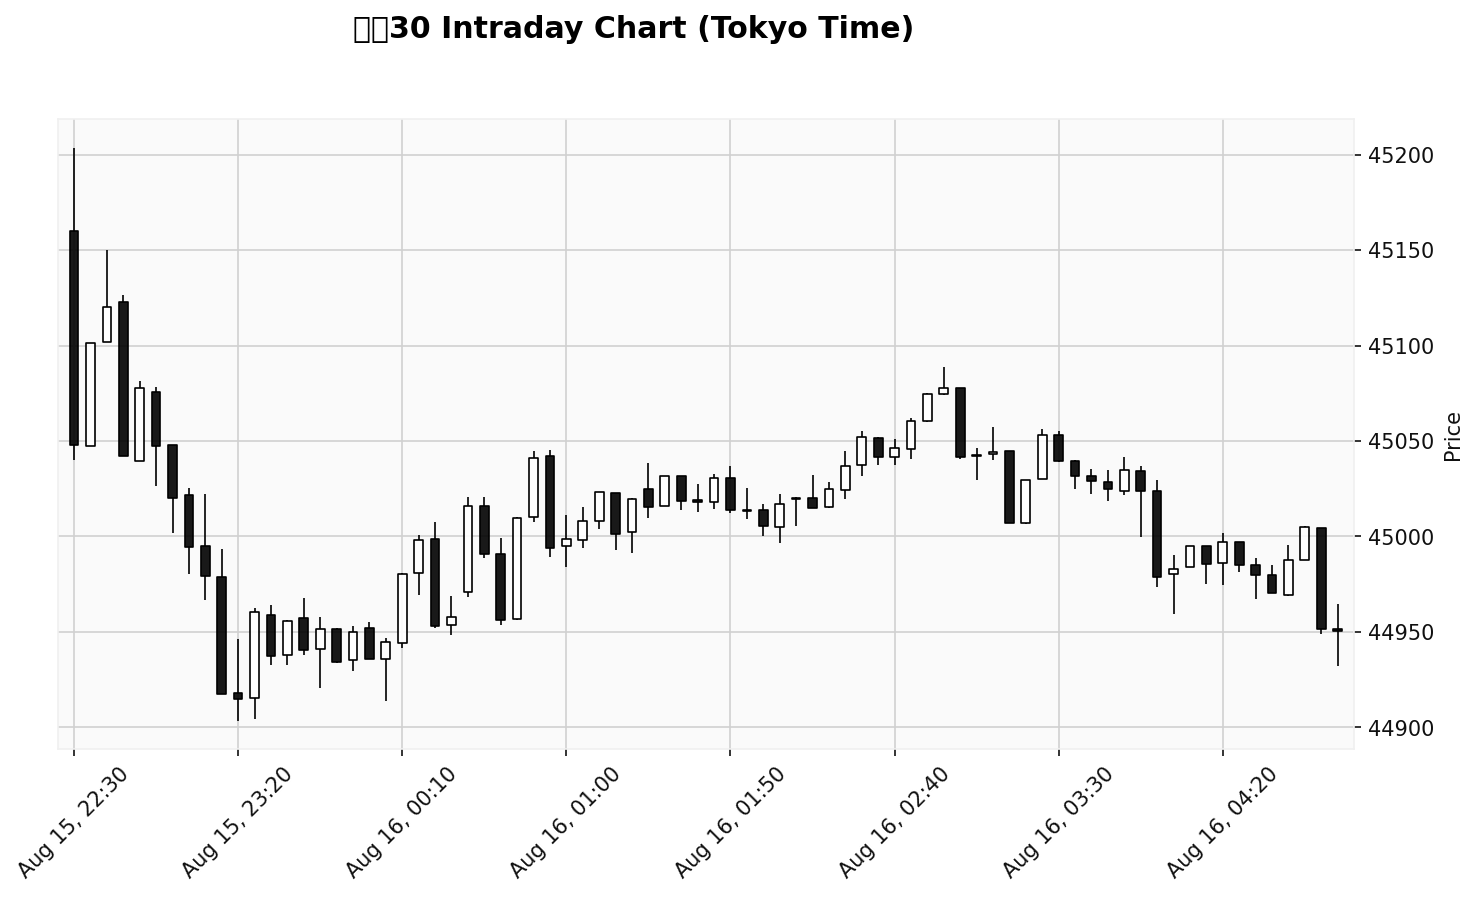 30 Intraday Chart (Tokyo Time)
45200
45150
45100
45050
45000
44950
44900
Price
Aug 15, 22:30
Aug 15, 23:20
Aug 16, 00:10
Aug 16, 01:00
Aug 16, 01:50
Aug 16, 02:40
Aug 16, 03:30
Aug 16, 04:20